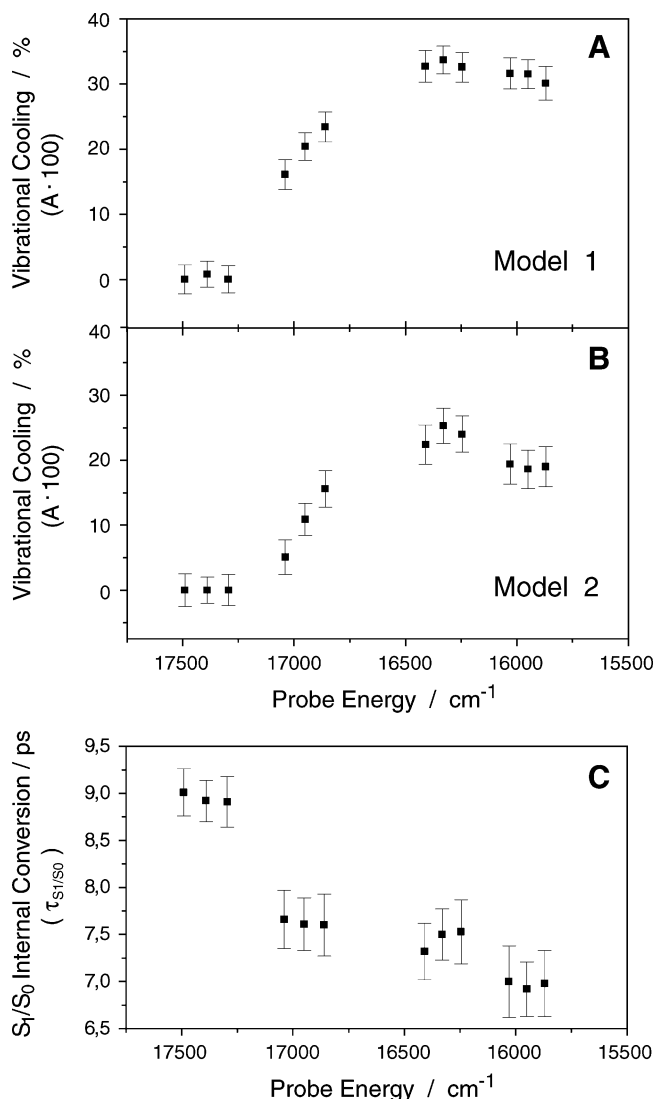 40
30
20
10
0
Vibrational Cooling / %
(A · 100)
A
Model 1
40
30
20
10
0
Vibrational Cooling / %
(A · 100)
B
Model 2
17500 17000 16500 16000 15500
Probe Energy / cm⁻¹
9,5
9,0
8,5
8,0
7,5
7,0
6,5
S₁/S₀ Internal Conversion / ps
( τS1/S0 )
C
17500 17000 16500 16000 15500
Probe Energy / cm⁻¹